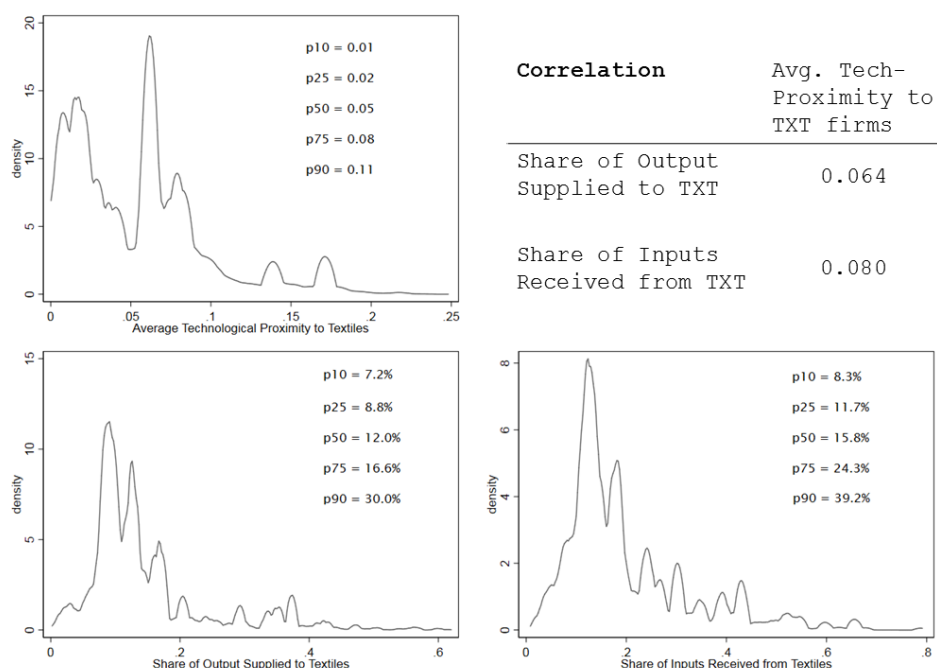 20
15
10
5
0
density
p10 = 0.01
p25 = 0.02
p50 = 0.05
p75 = 0.08
p90 = 0.11
0 .05 .1 .15 .2 .25
Average Technological Proximity to Textiles
Correlation
Avg. Tech-
Proximity to
TXT firms
Share of Output
Supplied to TXT
0.064
Share of Inputs
Received from TXT
0.080
15
10
5
0
density
p10 = 7.2%
p25 = 8.8%
p50 = 12.0%
p75 = 16.6%
p90 = 30.0%
0 .2 .4 .6
Share of Output Supplied to Textiles
8
6
4
2
0
density
p10 = 8.3%
p25 = 11.7%
p50 = 15.8%
p75 = 24.3%
p90 = 39.2%
0 .2 .4 .6 .8
Share of Inputs Received from Textiles